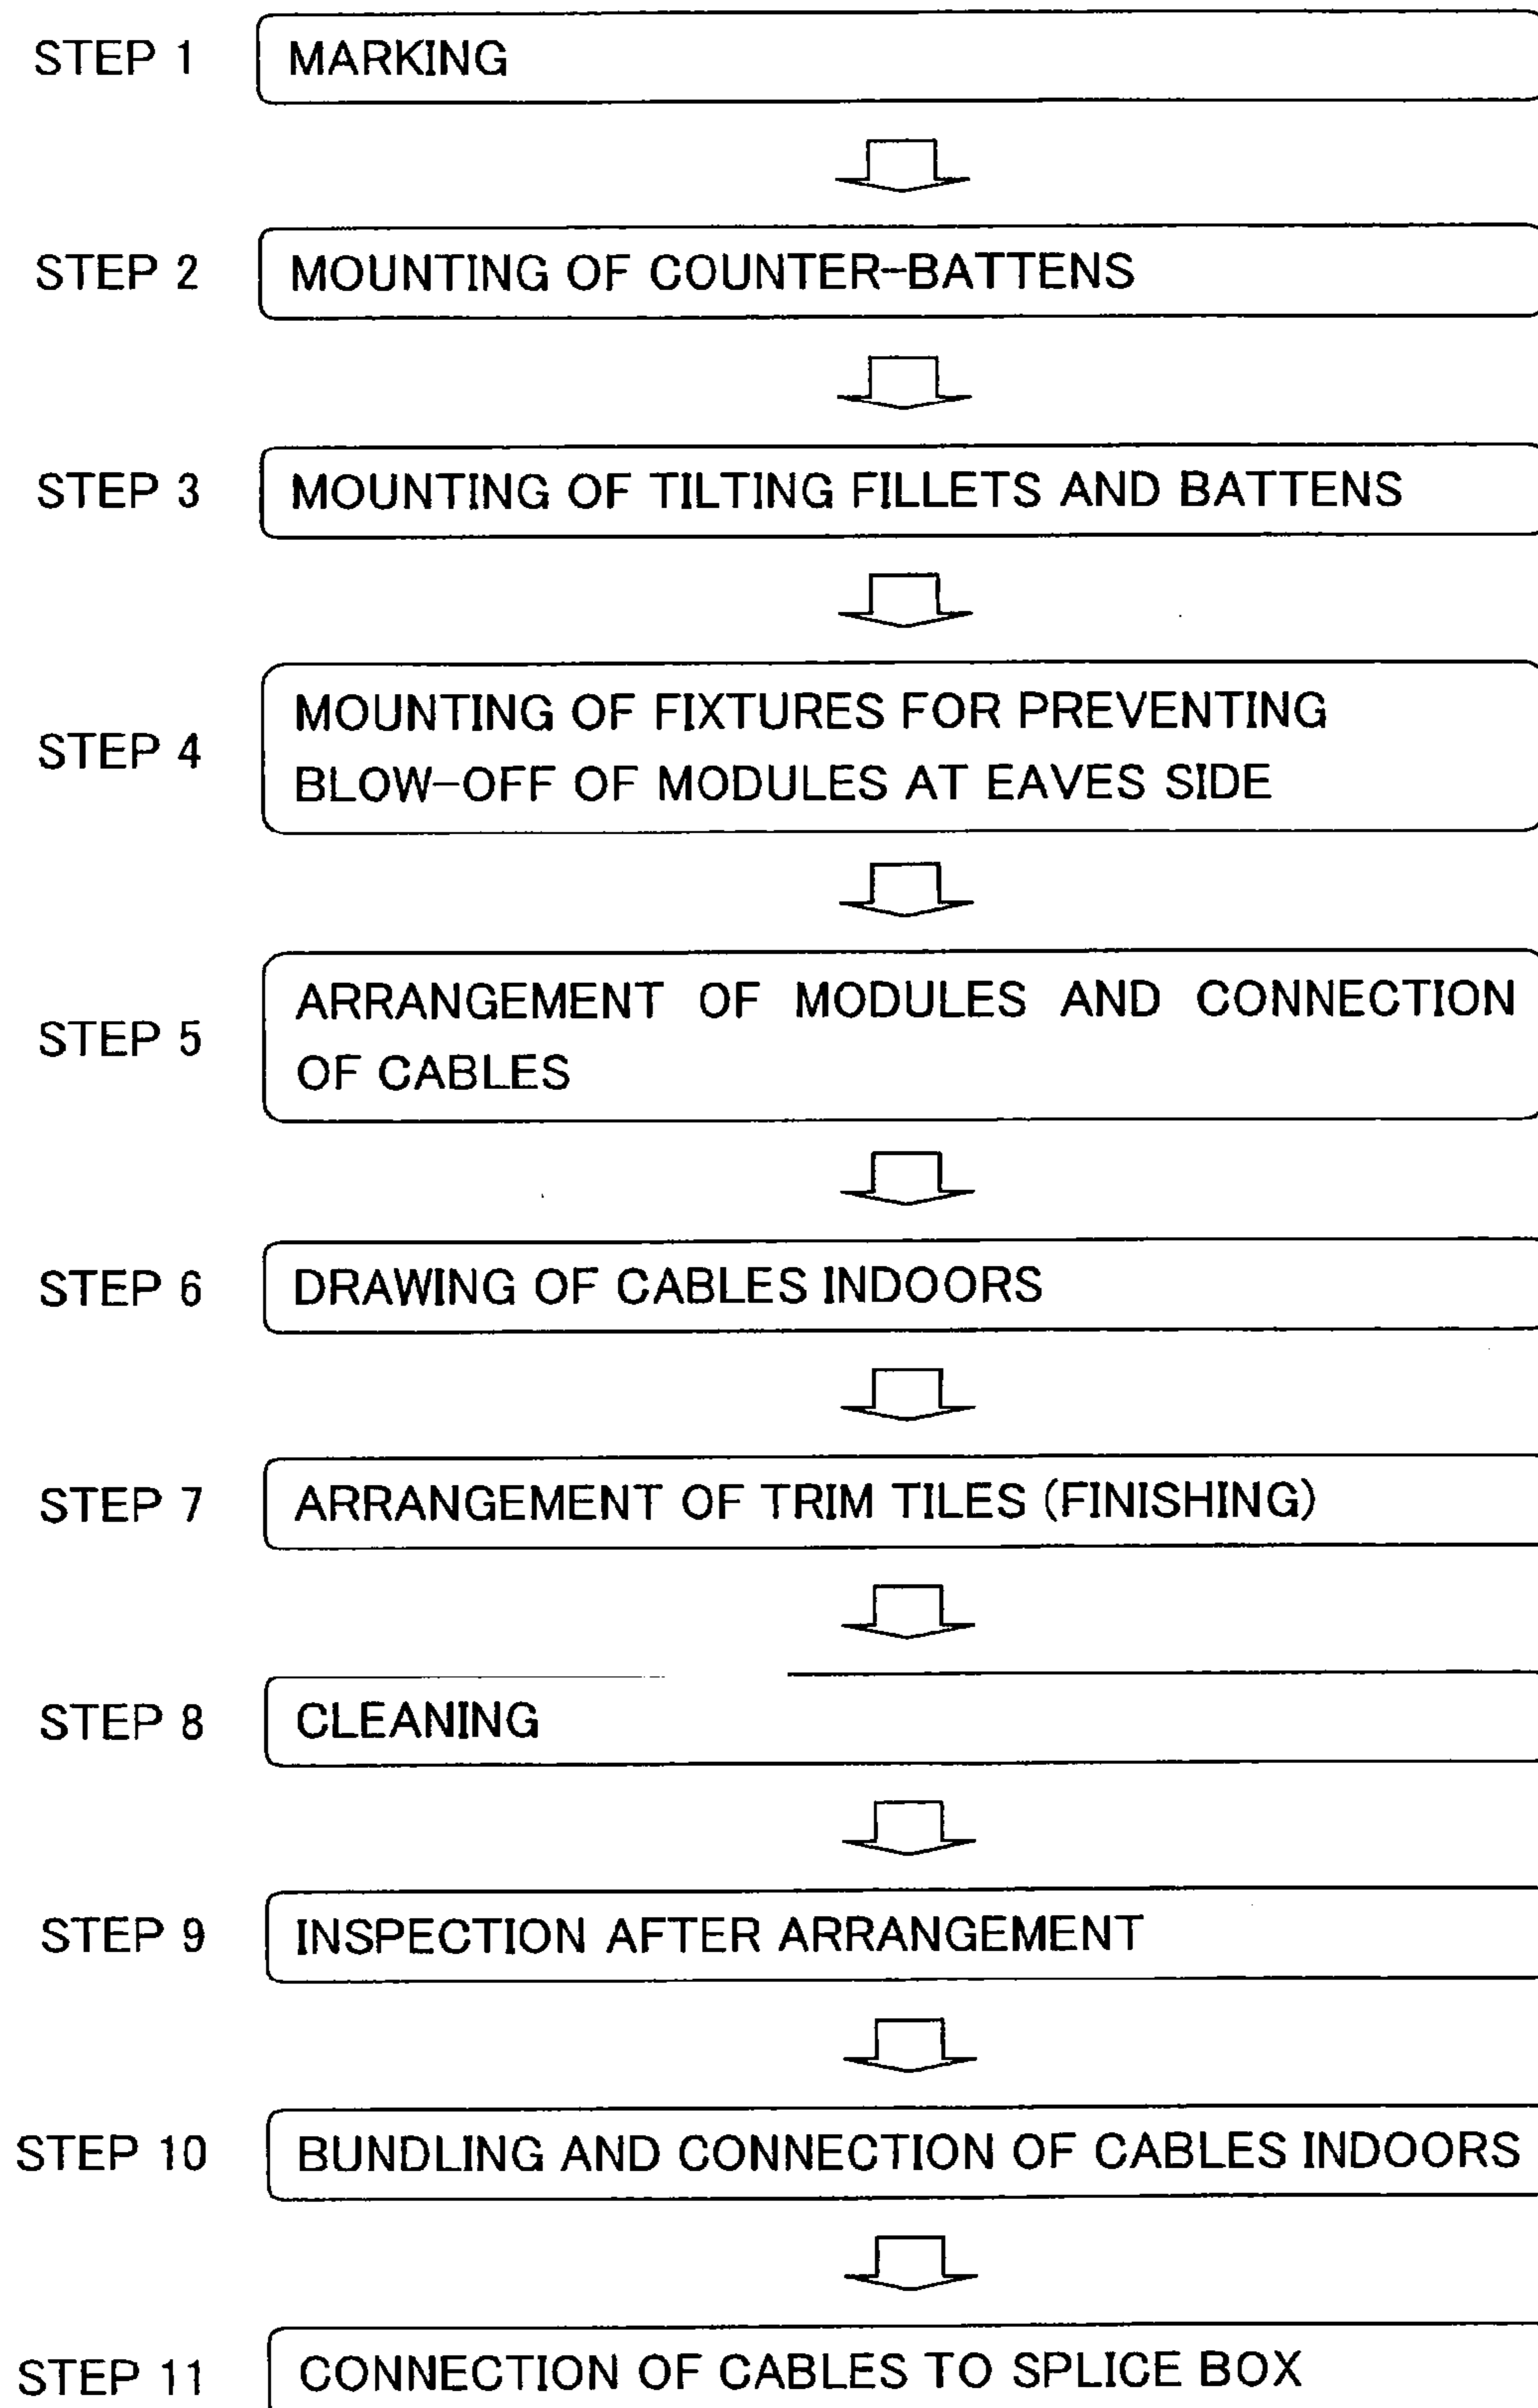 STEP 1 MARKING
STEP 2 MOUNTING OF COUNTER-BATTENS
STEP 3 MOUNTING OF TILTING FILLETS AND BATTENS
STEP 4 MOUNTING OF FIXTURES FOR PREVENTING
BLOW-OFF OF MODULES AT EAVES SIDE
STEP 5 ARRANGEMENT OF MODULES AND CONNECTION
OF CABLES
STEP 6 DRAWING OF CABLES INDOORS
STEP 7 ARRANGEMENT OF TRIM TILES (FINISHING)
STEP 8 CLEANING
STEP 9 INSPECTION AFTER ARRANGEMENT
STEP 10 BUNDLING AND CONNECTION OF CABLES INDOORS
STEP 11 CONNECTION OF CABLES TO SPLICE BOX